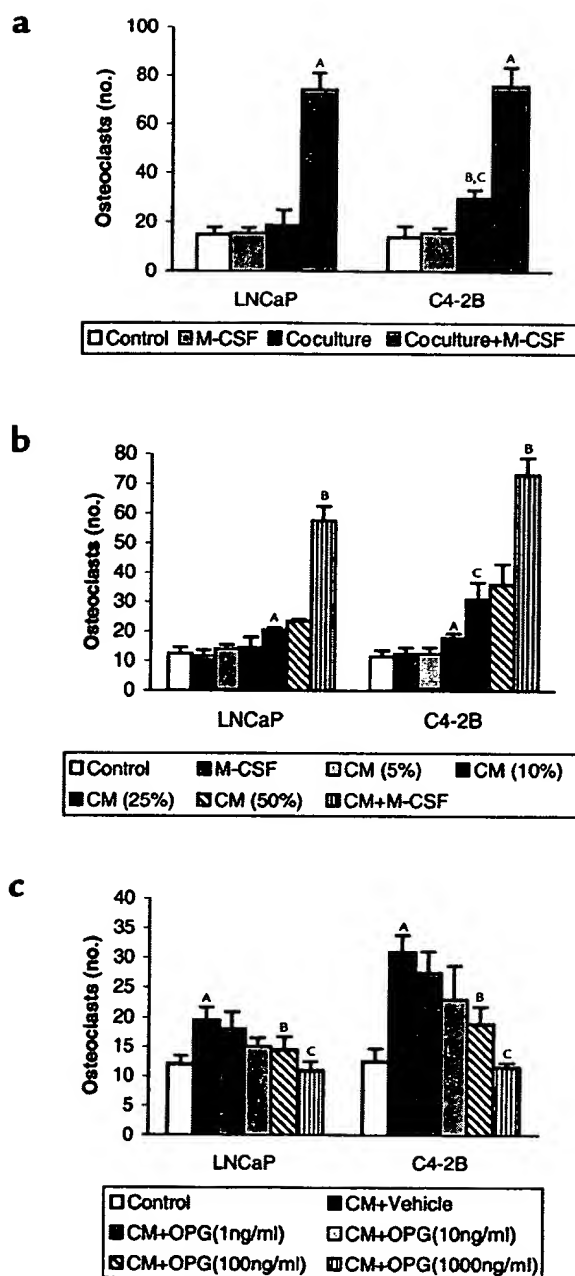 a
Osteoclasts (no.)
100
80
60
40
20
0
A
B,C
A
LNCaP
C4-2B
Control M-CSF Coculture Coculture+M-CSF
b
Osteoclasts (no.)
80
70
60
50
40
30
20
10
0
A
B
A
C
B
LNCaP
C4-2B
Control M-CSF CM (5%) CM (10%)
CM (25%) CM (50%) CM+M-CSF
c
Osteoclasts (no.)
40
35
30
25
20
15
10
5
0
A
B
C
A
B
C
LNCaP
C4-2B
Control CM+Vehicle
CM+OPG(1ng/ml) CM+OPG(10ng/ml)
CM+OPG(100ng/ml) CM+OPG(1000ng/ml)